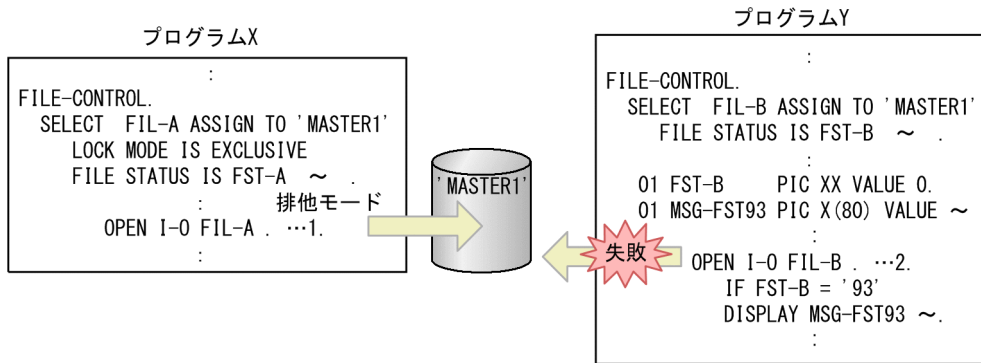 プログラムX
:
FILE-CONTROL.
SELECT FIL-A ASSIGN TO 'MASTER1'
LOCK MODE IS EXCLUSIVE
FILE STATUS IS FST-A ～ .
:
排他モード
OPEN I-O FIL-A . …1.
:
'MASTER1'
失敗
プログラムY
:
FILE-CONTROL.
SELECT FIL-B ASSIGN TO 'MASTER1'
FILE STATUS IS FST-B ～ .
:
01 FST-B PIC XX VALUE 0.
01 MSG-FST93 PIC X(80) VALUE ～
:
OPEN I-O FIL-B . …2.
IF FST-B = '93'
DISPLAY MSG-FST93 ～.
: